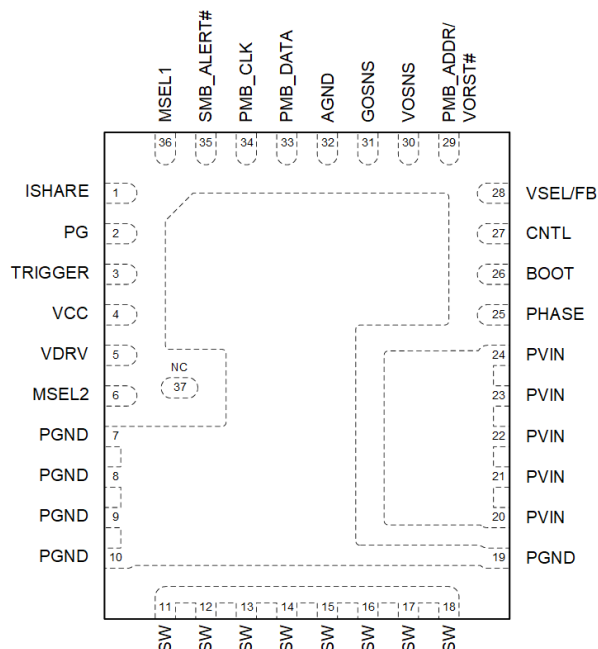 MSEL1
SMB_ALERT#
PMB_CLK
PMB_DATA
AGND
GOSNS
VOSNS
PMB_ADDR/
VORST#
36
35
34
33
32
31
30
29
ISHARE 1
28 VSEL/FB
PG 2
27 CNTL
TRIGGER 3
26 BOOT
VCC 4
25 PHASE
VDRV 5
24 PVIN
NC
37
MSEL2 6
23 PVIN
PGND 7
22 PVIN
PGND 8
21 PVIN
PGND 9
20 PVIN
PGND 10
19 PGND
11
12
13
14
15
16
17
18
SW
SW
SW
SW
SW
SW
SW
SW